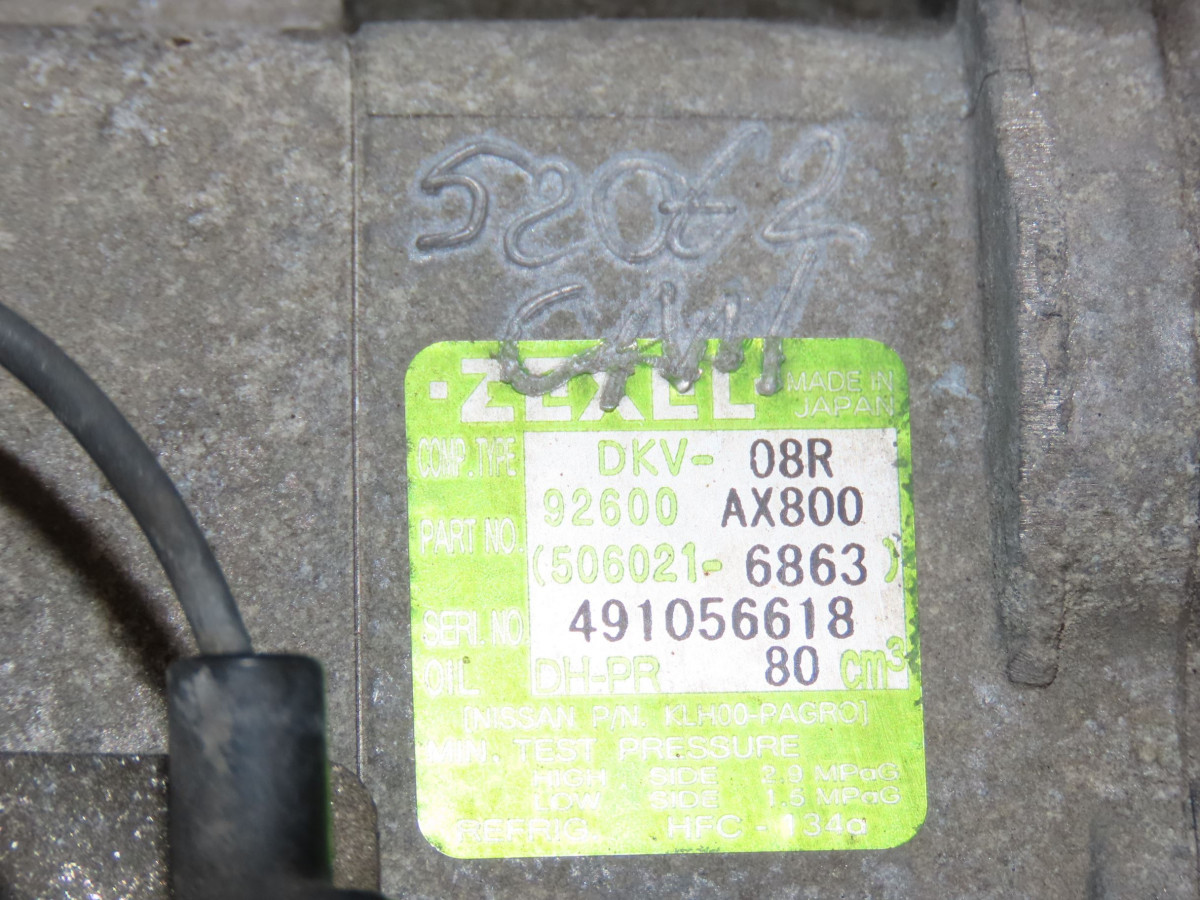 ·ZEXEL·
MADE IN
JAPAN
COMP. TYPE DKV- 08R
PART NO. 92600 AX800
(506021- 6863)
SERI. NO. 491056618
OIL DH-PR 80 cm³
[NISSAN P/N. KLH00-PAGRO]
MIN. TEST PRESSURE
HIGH SIDE 2.9 MPaG
LOW SIDE 1.5 MPaG
REFRIG. HFC - 134a